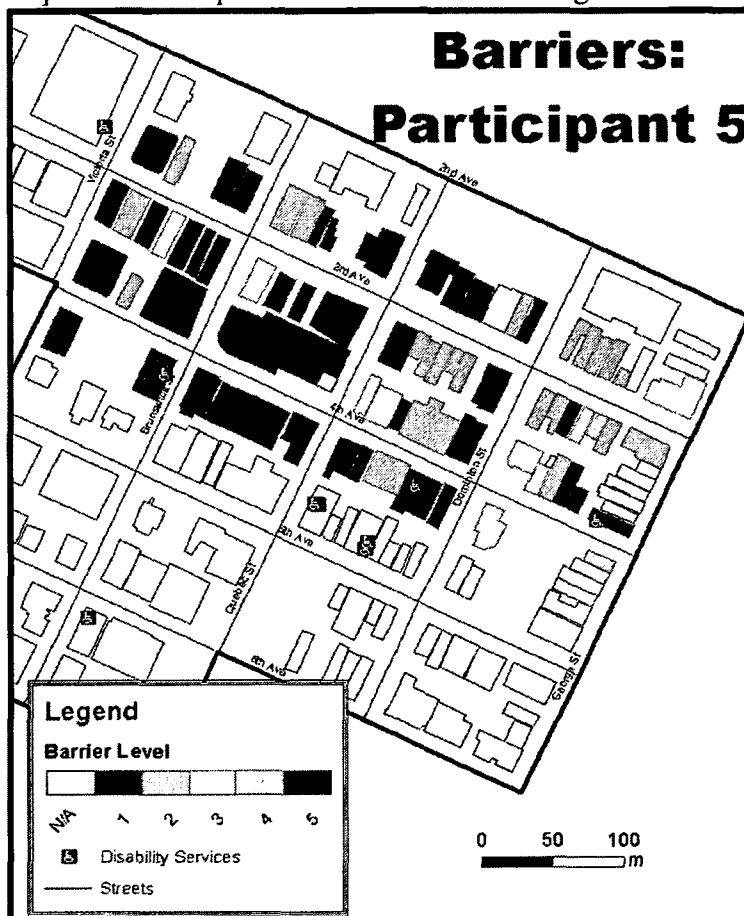 Barriers:
Participant 5
Victoria St
2nd Ave
3rd Ave
4th Ave
Dominion St
5th Ave
Quebec St
6th Ave
George St
Legend
Barrier Level
N/A 1 2 3 4 5
Disability Services
Streets
0 50 100
m